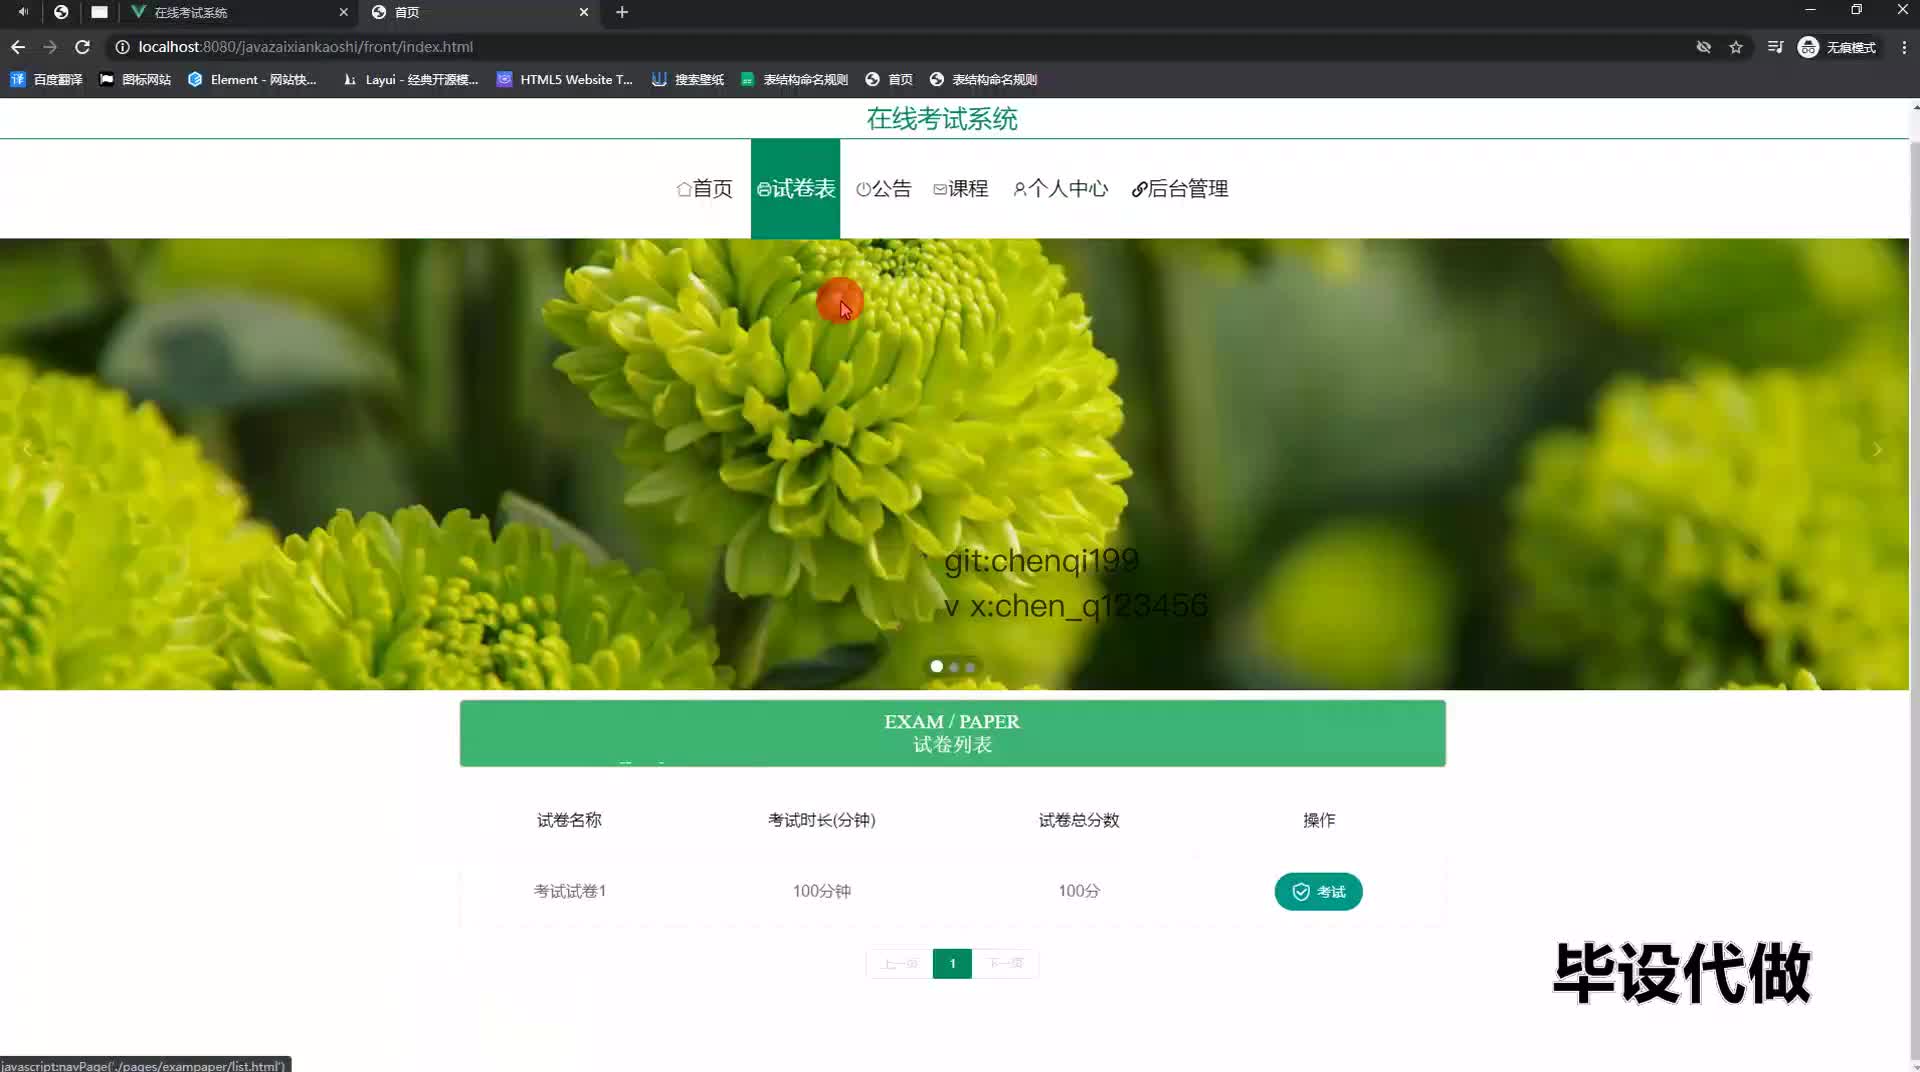 在线考试系统
首页
localhost:8080/javazaixiankaoshi/front/index.html
无痕模式
百度翻译
图标网站
Element - 网站快...
Layui - 经典开源模...
HTML5 Website T...
搜索壁纸
表结构命名规则
首页
表结构命名规则
在线考试系统
首页
试卷表
公告
课程
个人中心
后台管理
git:chenqi199
v x:chen_q123456
EXAM / PAPER
试卷列表
试卷名称 考试时长(分钟) 试卷总分数 操作
考试试卷1 100分钟 100分 考试
上一页 1 下一页
毕设代做
javascript:navPage('./pages/exampaper/list.html')